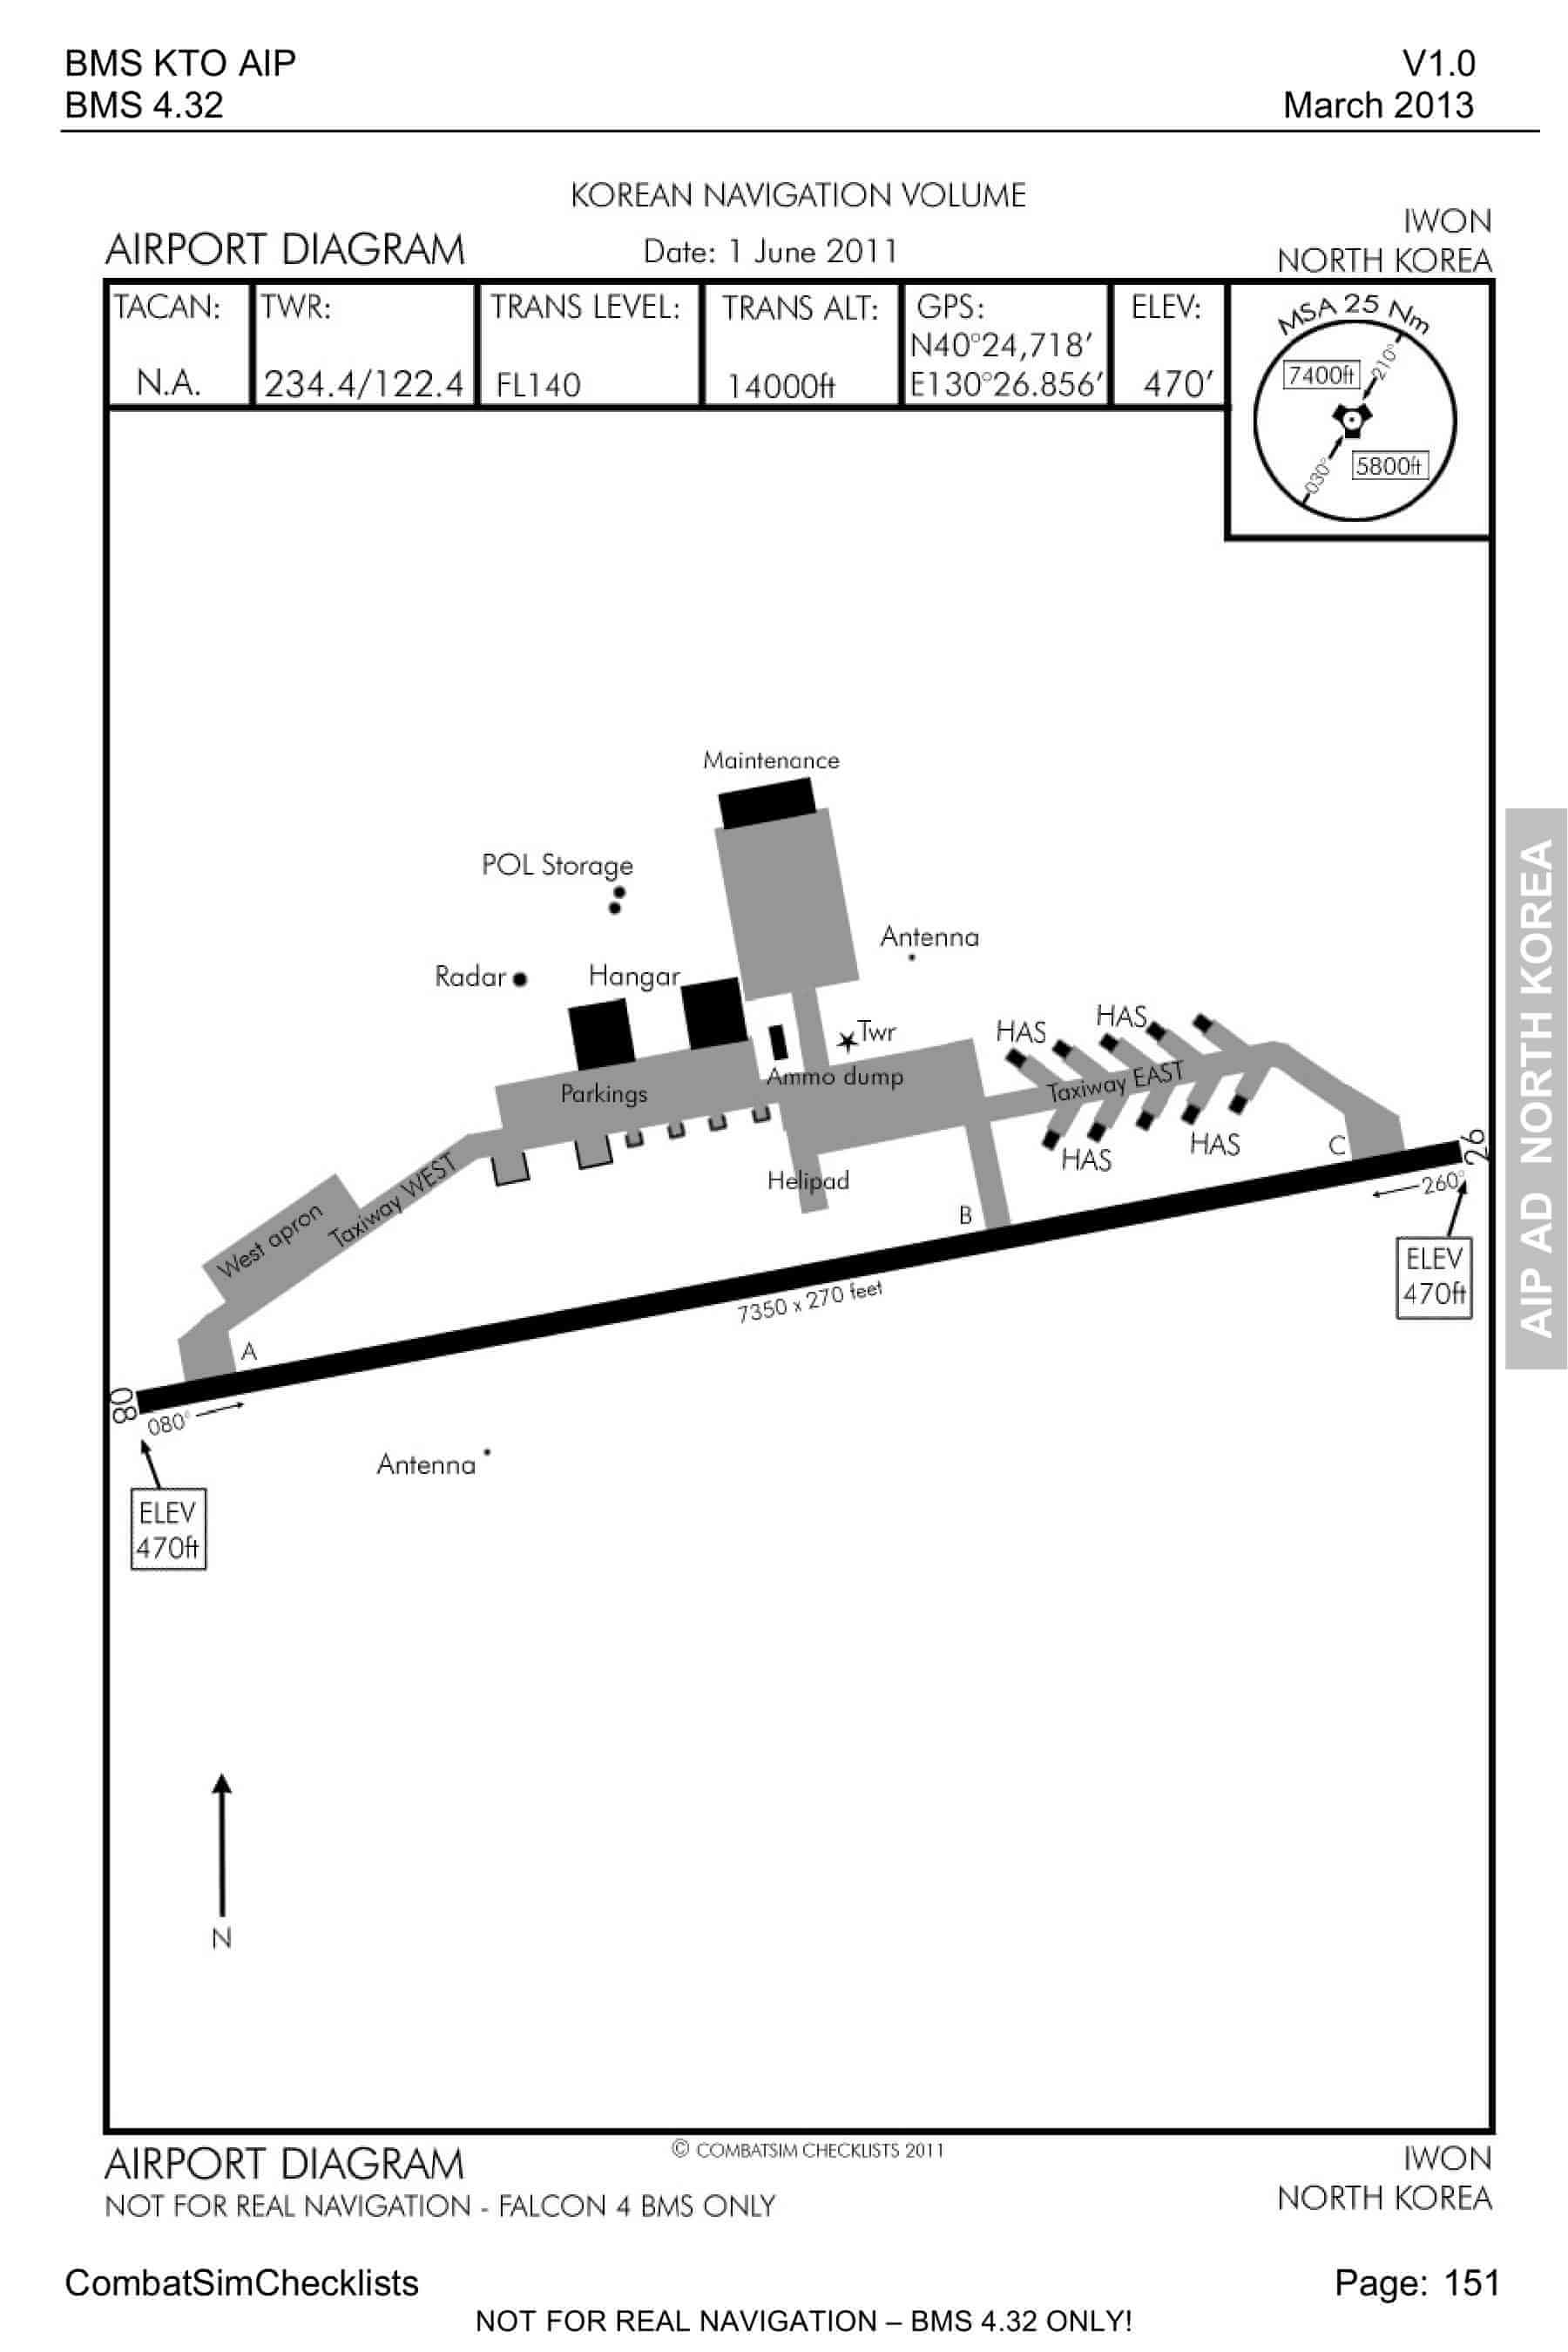 BMS KTO AIP
V1.0
BMS 4.32
March 2013
KOREAN NAVIGATION VOLUME
IWON
AIRPORT DIAGRAM
Date: 1 June 2011
NORTH KOREA
TACAN:
N.A.
TWR:
234.4/122.4
TRANS LEVEL:
FL140
TRANS ALT:
14000ft
GPS:
N40°24,718’
E130°26.856’
ELEV:
470’
MSA 25 Nm
7400ft
210°
5800ft
030°
Maintenance
POL Storage
Antenna
Radar
Hangar
HAS
HAS
Twr
Ammo dump
Taxiway EAST
Parkings
HAS
HAS
C
26
260°
Taxiway WEST
Helipad
B
West apron
ELEV
470ft
7350 x 270 feet
A
08
080°
Antenna
ELEV
470ft
N
AIP AD NORTH KOREA
© COMBATSIM CHECKLISTS 2011
AIRPORT DIAGRAM
IWON
NOT FOR REAL NAVIGATION - FALCON 4 BMS ONLY
NORTH KOREA
CombatSimChecklists
Page: 151
NOT FOR REAL NAVIGATION – BMS 4.32 ONLY!